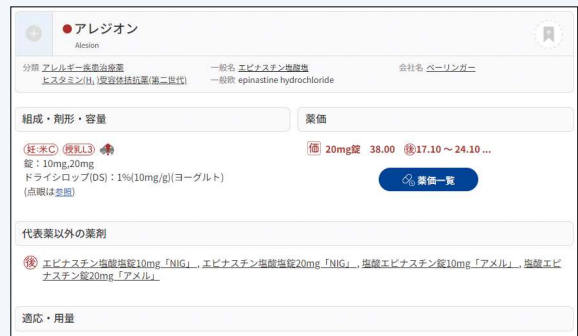 アレジオン
Alesion
分類 アレルギー疾患治療薬 一般名 エピナスチン塩酸塩 会社名 ベーリンガー
ヒスタミン(H₁ )受容体拮抗薬(第二世代) 一般欧 epinastine hydrochloride
組成・剤形・容量 薬価
妊:米C 授乳L3 価 20mg錠 38.00 後17.10 ～ 24.10 ...
錠：10mg,20mg
ドライシロップ(DS)：1%(10mg/g)(ヨーグルト) 薬価一覧
(点眼は参照)
代表薬以外の薬剤
後 エピナスチン塩酸塩錠10mg「NIG」 , エピナスチン塩酸塩錠20mg「NIG」 , 塩酸エピナスチン錠10mg「アメル」 , 塩酸エピ
ナスチン錠20mg「アメル」
適応・用量